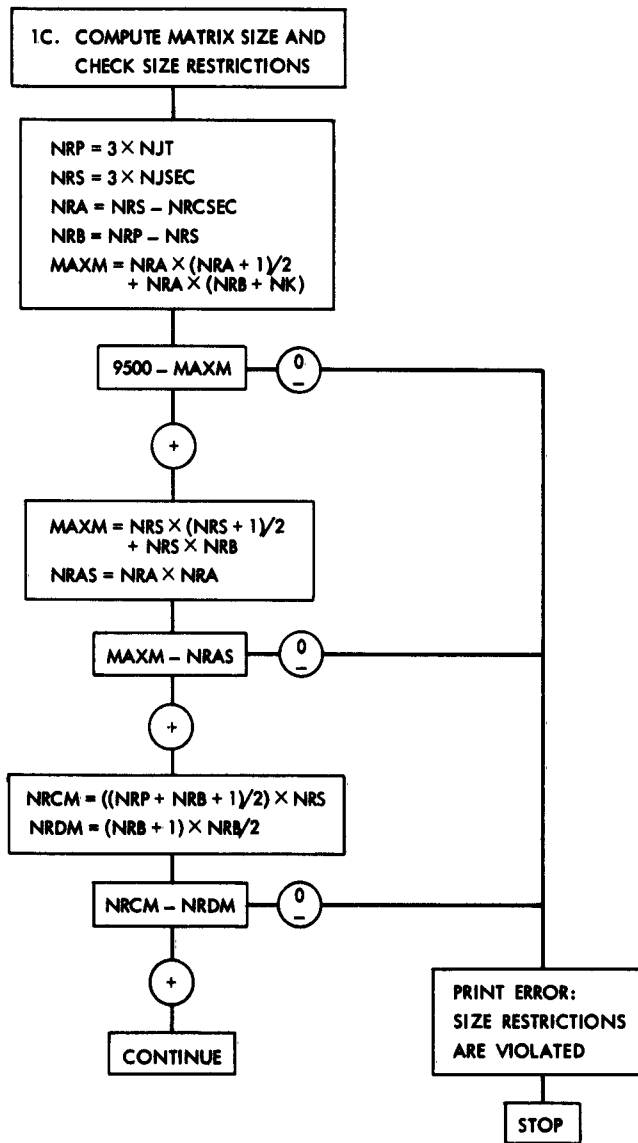 1C. COMPUTE MATRIX SIZE AND
CHECK SIZE RESTRICTIONS
NRP = 3 × NJT
NRS = 3 × NJSEC
NRA = NRS – NRCSEC
NRB = NRP – NRS
MAXM = NRA × (NRA + 1)/2
+ NRA × (NRB + NK)
9500 – MAXM
0
–
+
MAXM = NRS × (NRS + 1)/2
+ NRS × NRB
NRAS = NRA × NRA
MAXM – NRAS
0
–
+
NRCM = ((NRP + NRB + 1)/2) × NRS
NRDM = (NRB + 1) × NRB/2
NRCM – NRDM
0
–
+
CONTINUE
PRINT ERROR:
SIZE RESTRICTIONS
ARE VIOLATED
STOP